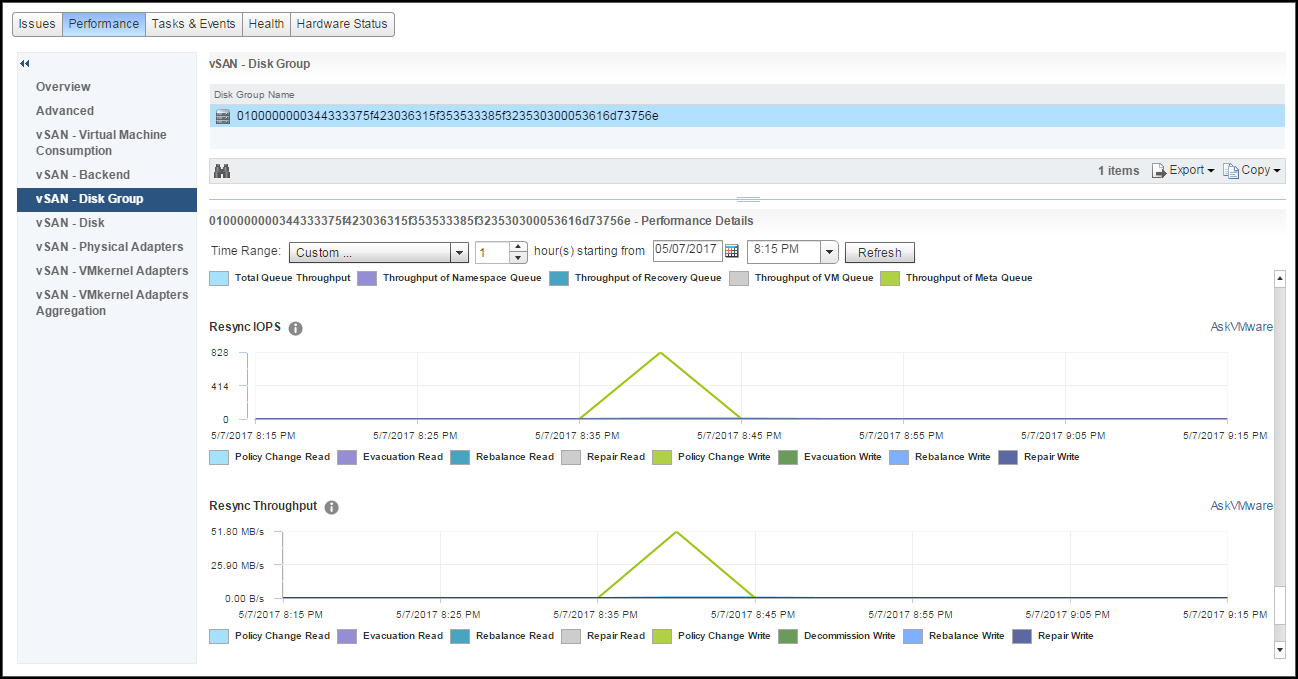 Issues Performance Tasks & Events Health Hardware Status
Overview
Advanced
vSAN - Virtual Machine
Consumption
vSAN - Backend
vSAN - Disk Group
vSAN - Disk
vSAN - Physical Adapters
vSAN - VMkernel Adapters
vSAN - VMkernel Adapters
Aggregation
vSAN - Disk Group
Disk Group Name
0100000000344333375f423036315f353533385f323530300053616d73756e
1 items Export Copy
0100000000344333375f423036315f353533385f323530300053616d73756e - Performance Details
Time Range: Custom ... 1 hour(s) starting from 05/07/2017 8:15 PM Refresh
Total Queue Throughput Throughput of Namespace Queue Throughput of Recovery Queue Throughput of VM Queue Throughput of Meta Queue
Resync IOPS AskVMware
828
414
0
5/7/2017 8:15 PM 5/7/2017 8:25 PM 5/7/2017 8:35 PM 5/7/2017 8:45 PM 5/7/2017 8:55 PM 5/7/2017 9:05 PM 5/7/2017 9:15 PM
Policy Change Read Evacuation Read Rebalance Read Repair Read Policy Change Write Evacuation Write Rebalance Write Repair Write
Resync Throughput AskVMware
51.80 MB/s
25.90 MB/s
0.00 B/s
5/7/2017 8:15 PM 5/7/2017 8:25 PM 5/7/2017 8:35 PM 5/7/2017 8:45 PM 5/7/2017 8:55 PM 5/7/2017 9:05 PM 5/7/2017 9:15 PM
Policy Change Read Evacuation Read Rebalance Read Repair Read Policy Change Write Decommission Write Rebalance Write Repair Write